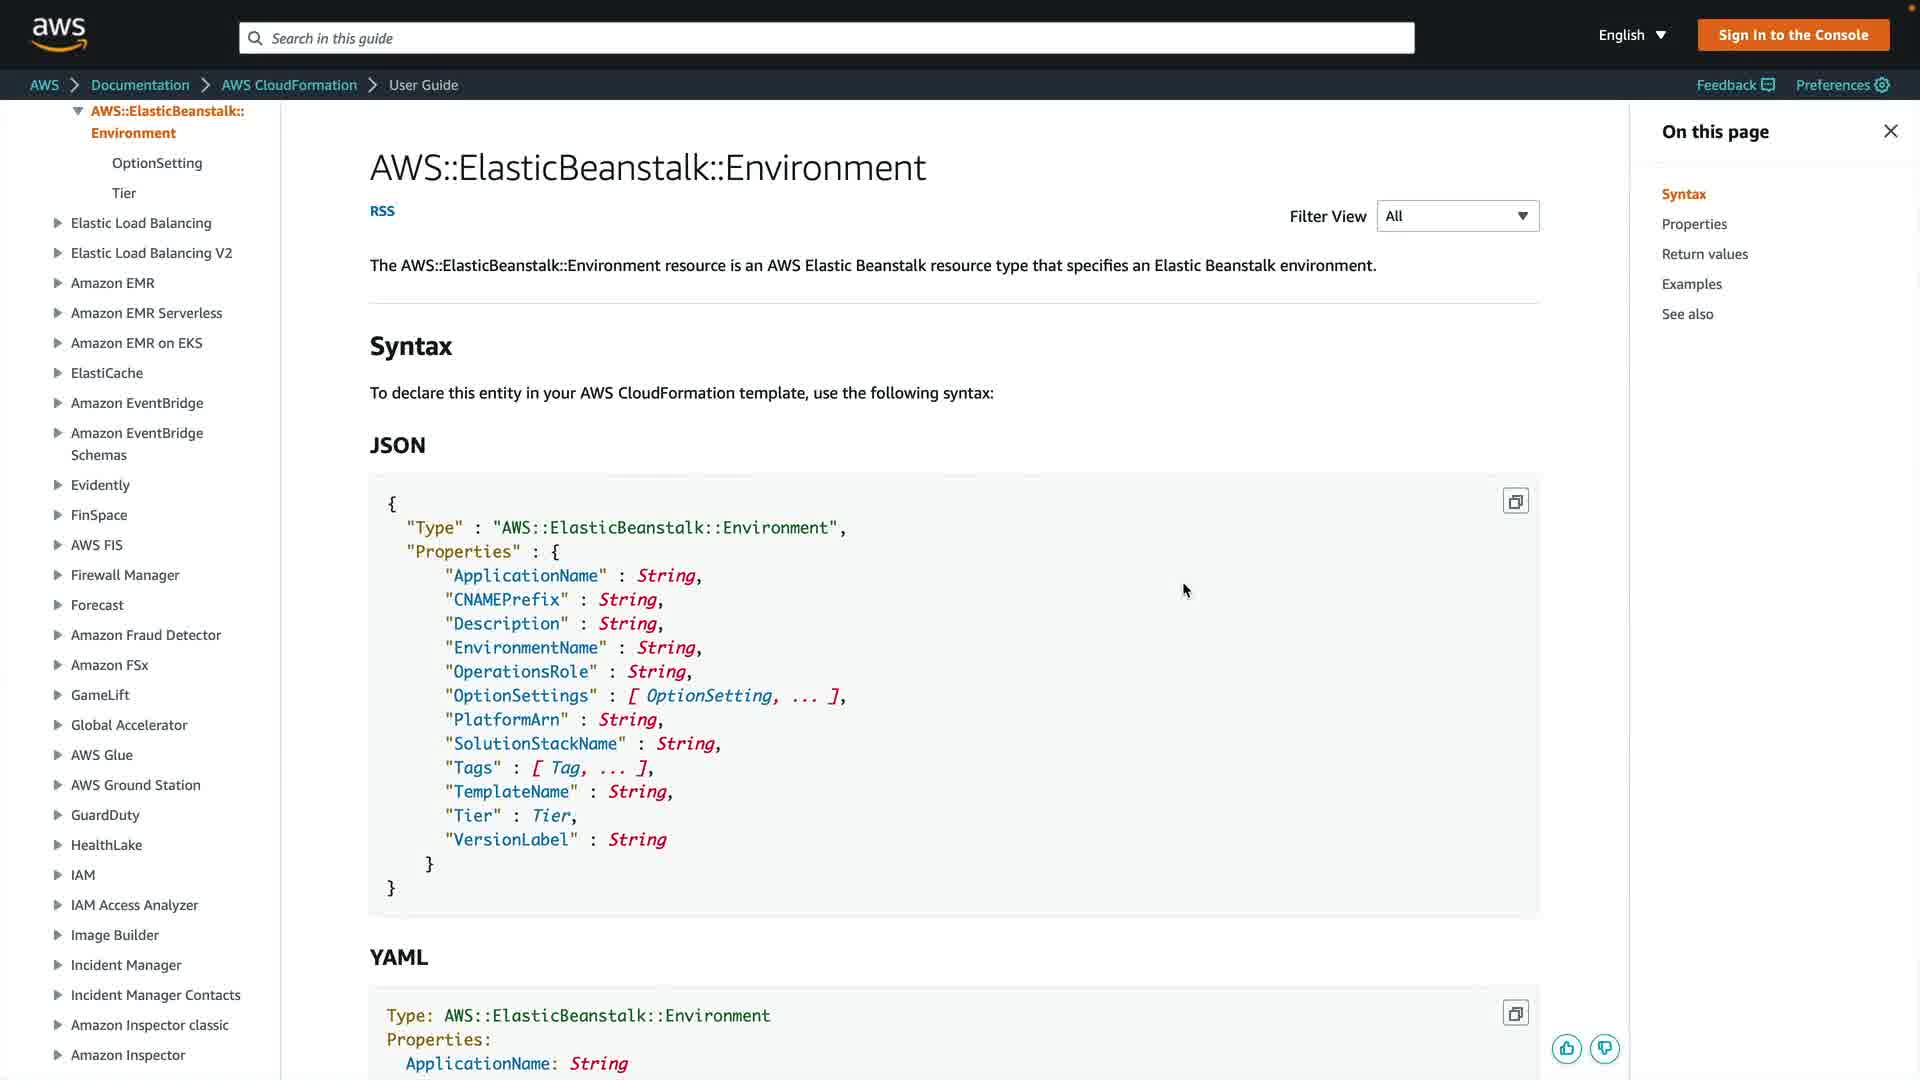 aws
Search in this guide
English
Sign In to the Console
AWS
Documentation
AWS CloudFormation
User Guide
Feedback
Preferences
AWS::ElasticBeanstalk::
Environment
OptionSetting
Tier
Elastic Load Balancing
Elastic Load Balancing V2
Amazon EMR
Amazon EMR Serverless
Amazon EMR on EKS
ElastiCache
Amazon EventBridge
Amazon EventBridge
Schemas
Evidently
FinSpace
AWS FIS
Firewall Manager
Forecast
Amazon Fraud Detector
Amazon FSx
GameLift
Global Accelerator
AWS Glue
AWS Ground Station
GuardDuty
HealthLake
IAM
IAM Access Analyzer
Image Builder
Incident Manager
Incident Manager Contacts
Amazon Inspector classic
Amazon Inspector
AWS::ElasticBeanstalk::Environment
RSS
Filter View
All
The AWS::ElasticBeanstalk::Environment resource is an AWS Elastic Beanstalk resource type that specifies an Elastic Beanstalk environment.
Syntax
To declare this entity in your AWS CloudFormation template, use the following syntax:
JSON
{
"Type" : "AWS::ElasticBeanstalk::Environment",
"Properties" : {
"ApplicationName" : String,
"CNAMEPrefix" : String,
"Description" : String,
"EnvironmentName" : String,
"OperationsRole" : String,
"OptionSettings" : [ OptionSetting, ... ],
"PlatformArn" : String,
"SolutionStackName" : String,
"Tags" : [ Tag, ... ],
"TemplateName" : String,
"Tier" : Tier,
"VersionLabel" : String
}
}
YAML
Type: AWS::ElasticBeanstalk::Environment
Properties:
ApplicationName: String
On this page
Syntax
Properties
Return values
Examples
See also